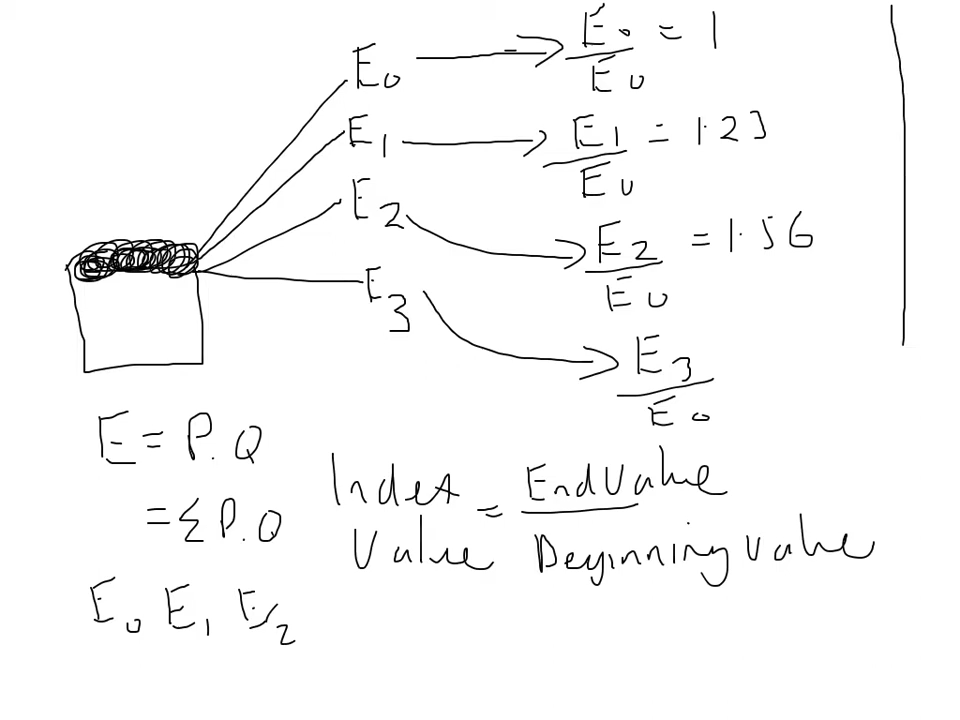 E₀ → E₀/E₀ = 1
E₁ → E₁/E₀ = 1.23
E₂ → E₂/E₀ = 1.56
E₃ → E₃/E₀
E = P.Q
= Σ P.Q
E₀ E₁ E₂
Index Value = End Value / Beginning Value